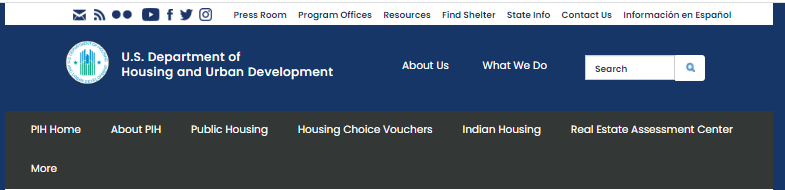 Press Room Program Offices Resources Find Shelter State Info Contact Us Información en Español
U.S. Department of
Housing and Urban Development
About Us What We Do Search
PIH Home About PIH Public Housing Housing Choice Vouchers Indian Housing Real Estate Assessment Center
More